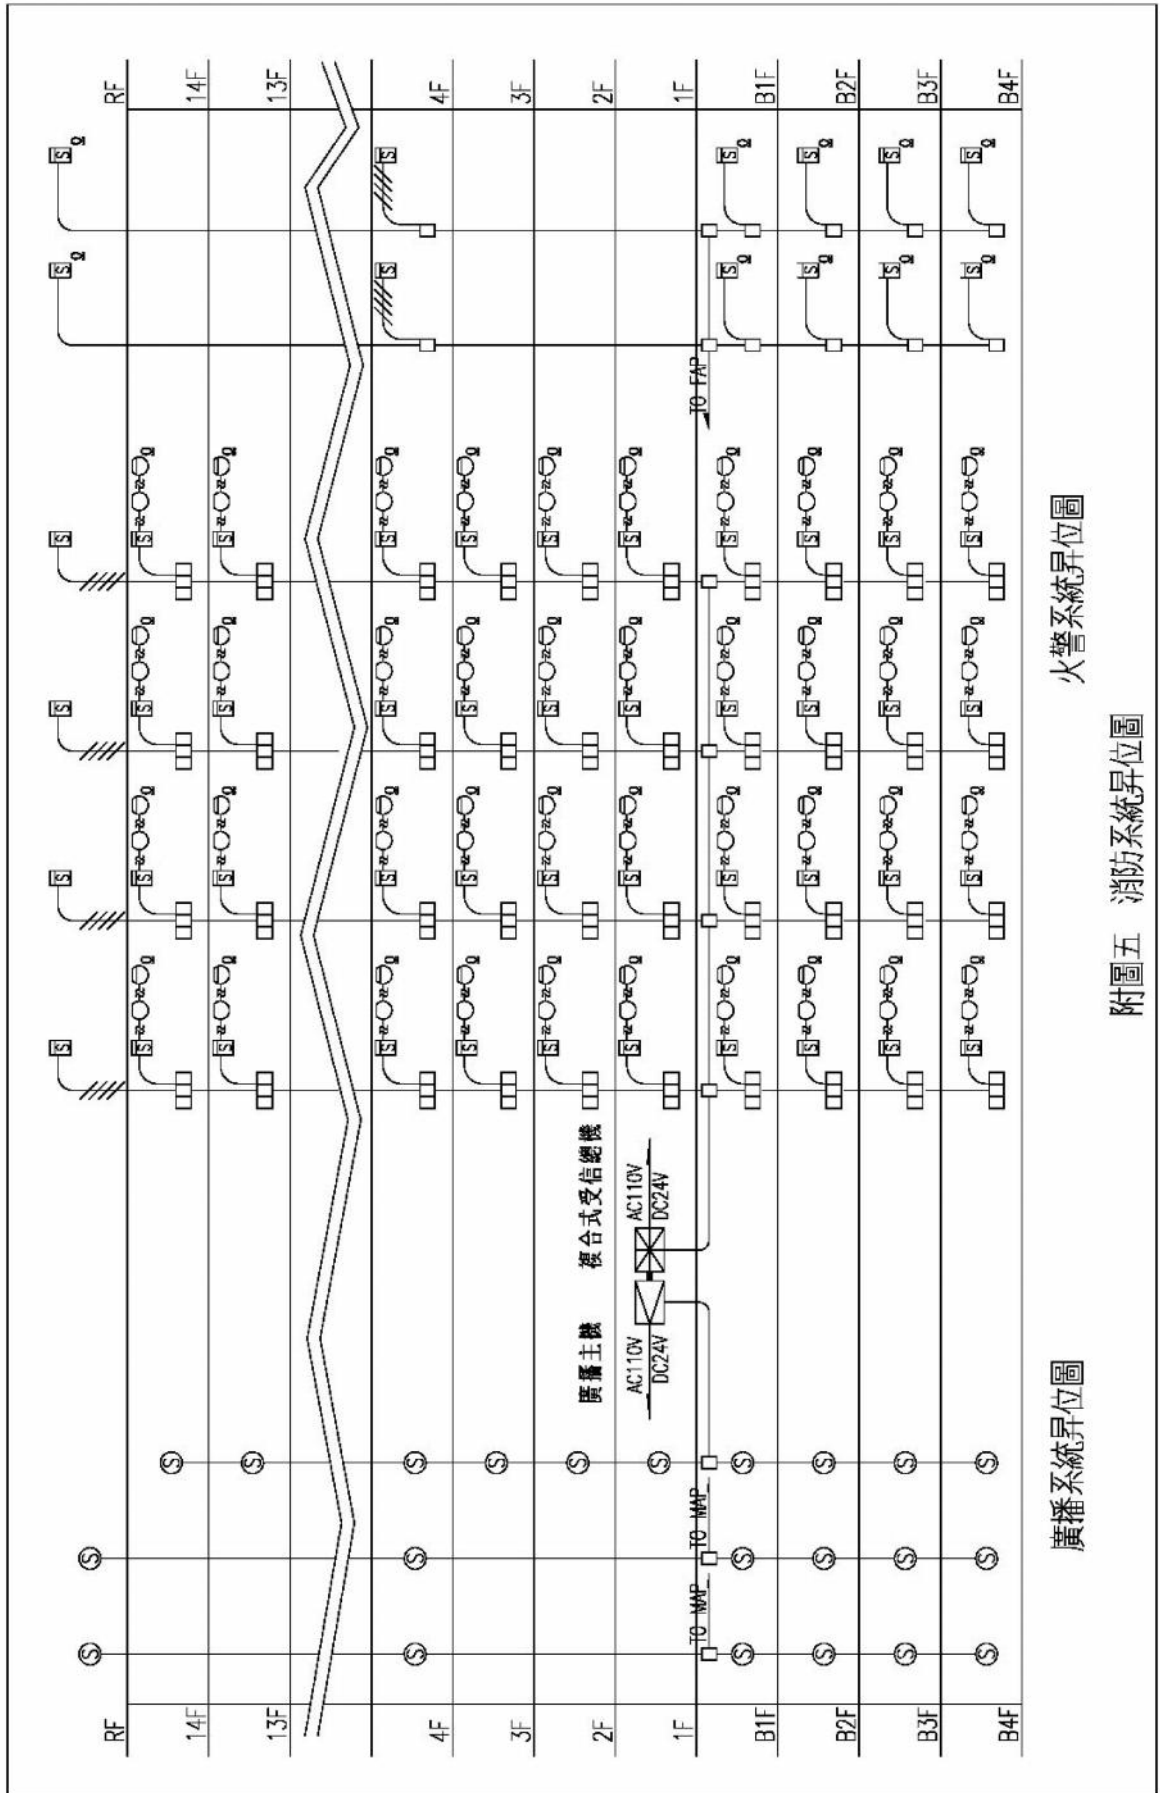 RF
14F
13F
4F
3F
2F
1F
B1F
B2F
B3F
B4F
RF
14F
13F
4F
3F
2F
1F
B1F
B2F
B3F
B4F
廣播主機
複合式受信總機
AC110V
DC24V
AC110V
DC24V
TO MAP
TO MAP
TO FAP
廣播系統昇位圖
火警系統昇位圖
附圖五 消防系統昇位圖